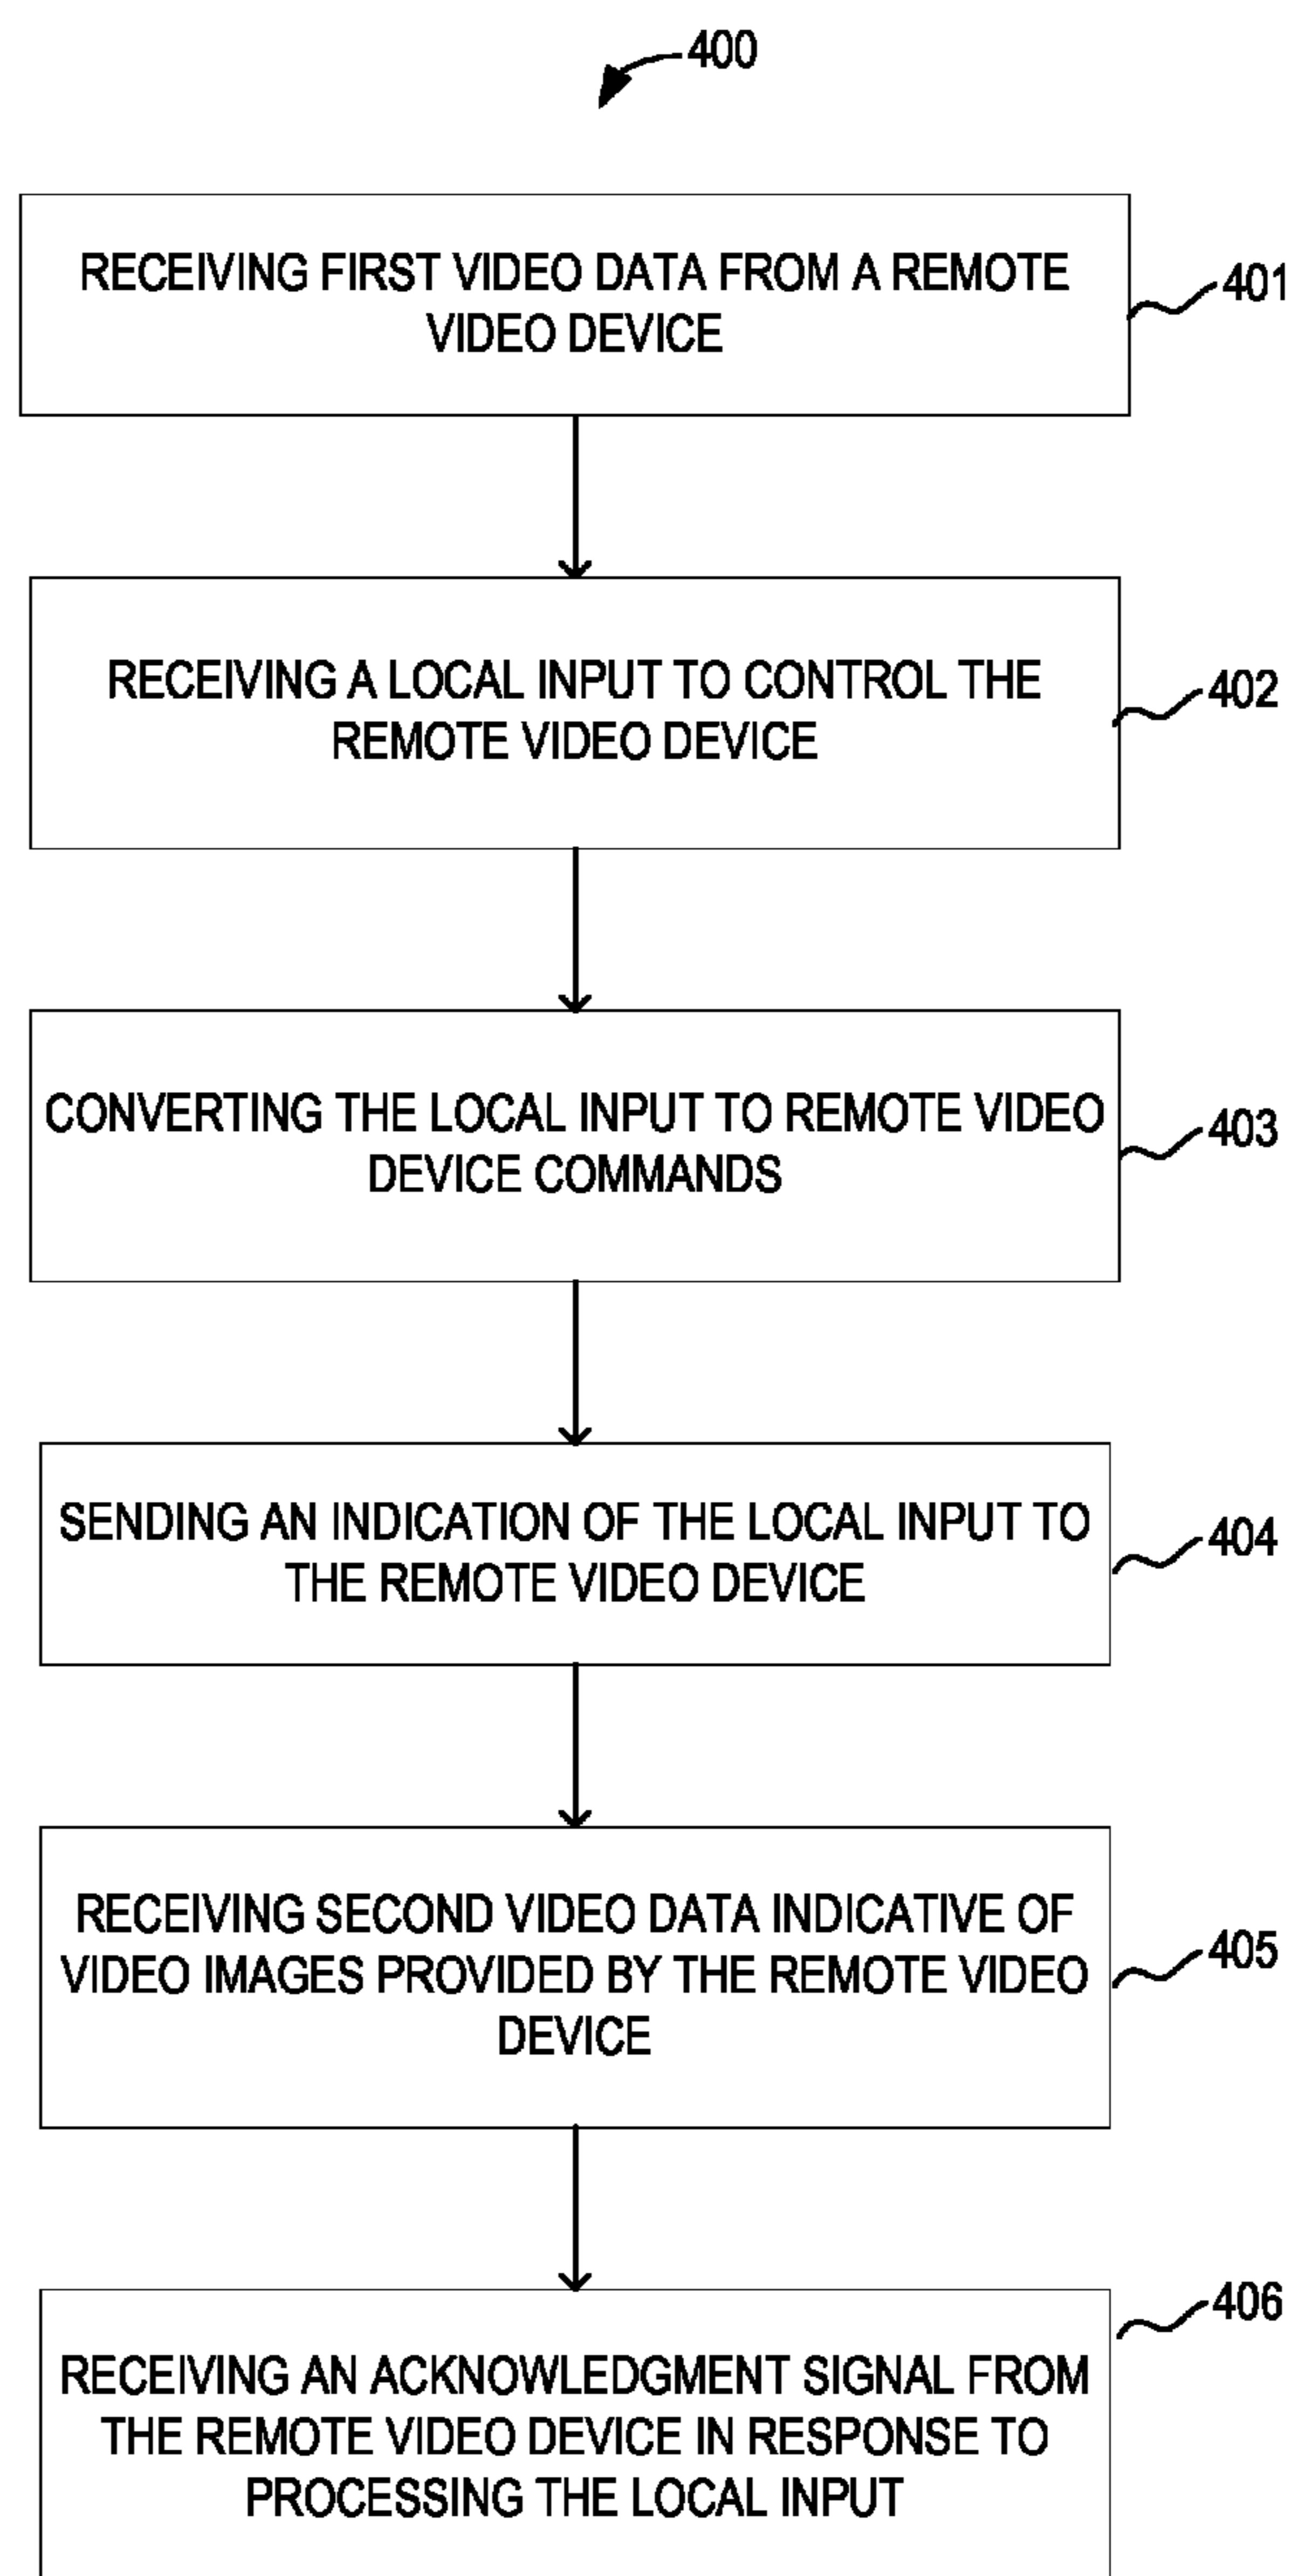 400
RECEIVING FIRST VIDEO DATA FROM A REMOTE
VIDEO DEVICE
401
RECEIVING A LOCAL INPUT TO CONTROL THE
REMOTE VIDEO DEVICE
402
CONVERTING THE LOCAL INPUT TO REMOTE VIDEO
DEVICE COMMANDS
403
SENDING AN INDICATION OF THE LOCAL INPUT TO
THE REMOTE VIDEO DEVICE
404
RECEIVING SECOND VIDEO DATA INDICATIVE OF
VIDEO IMAGES PROVIDED BY THE REMOTE VIDEO
DEVICE
405
RECEIVING AN ACKNOWLEDGMENT SIGNAL FROM
THE REMOTE VIDEO DEVICE IN RESPONSE TO
PROCESSING THE LOCAL INPUT
406